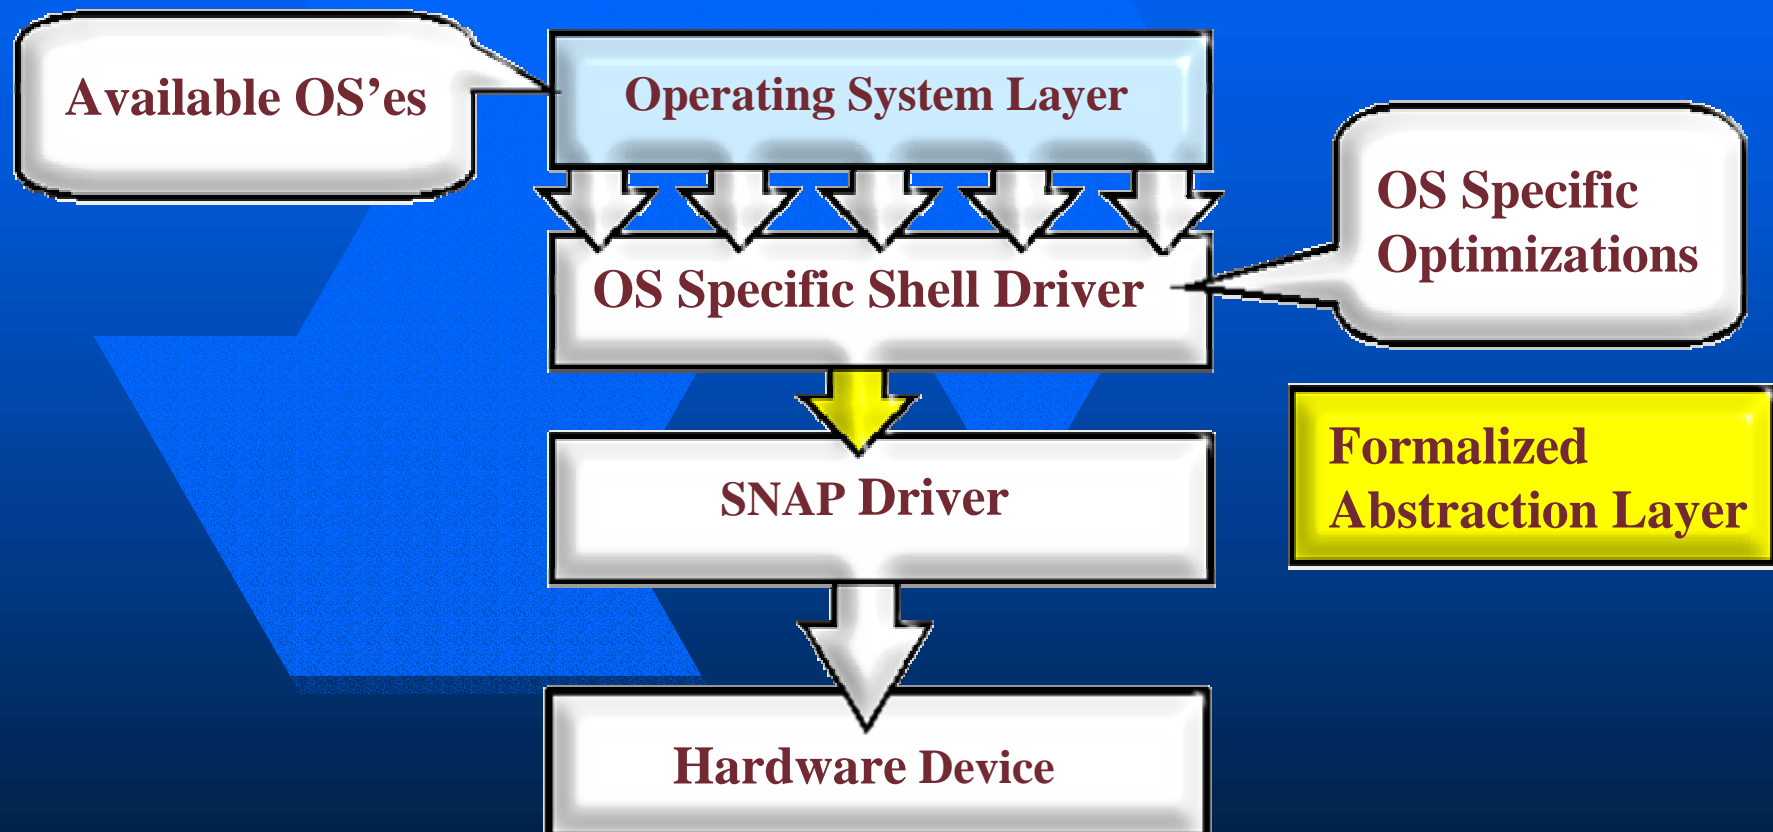 Available OS’es
Operating System Layer
OS Specific
Optimizations
OS Specific Shell Driver
Formalized
Abstraction Layer
SNAP Driver
Hardware Device